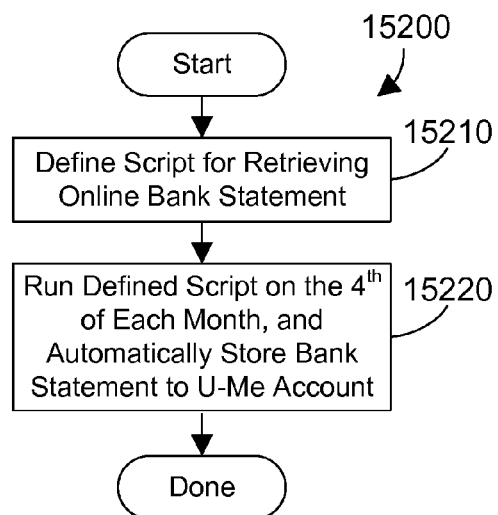 15200
Start
15210
Define Script for Retrieving
Online Bank Statement
15220
Run Defined Script on the 4th
of Each Month, and
Automatically Store Bank
Statement to U-Me Account
Done